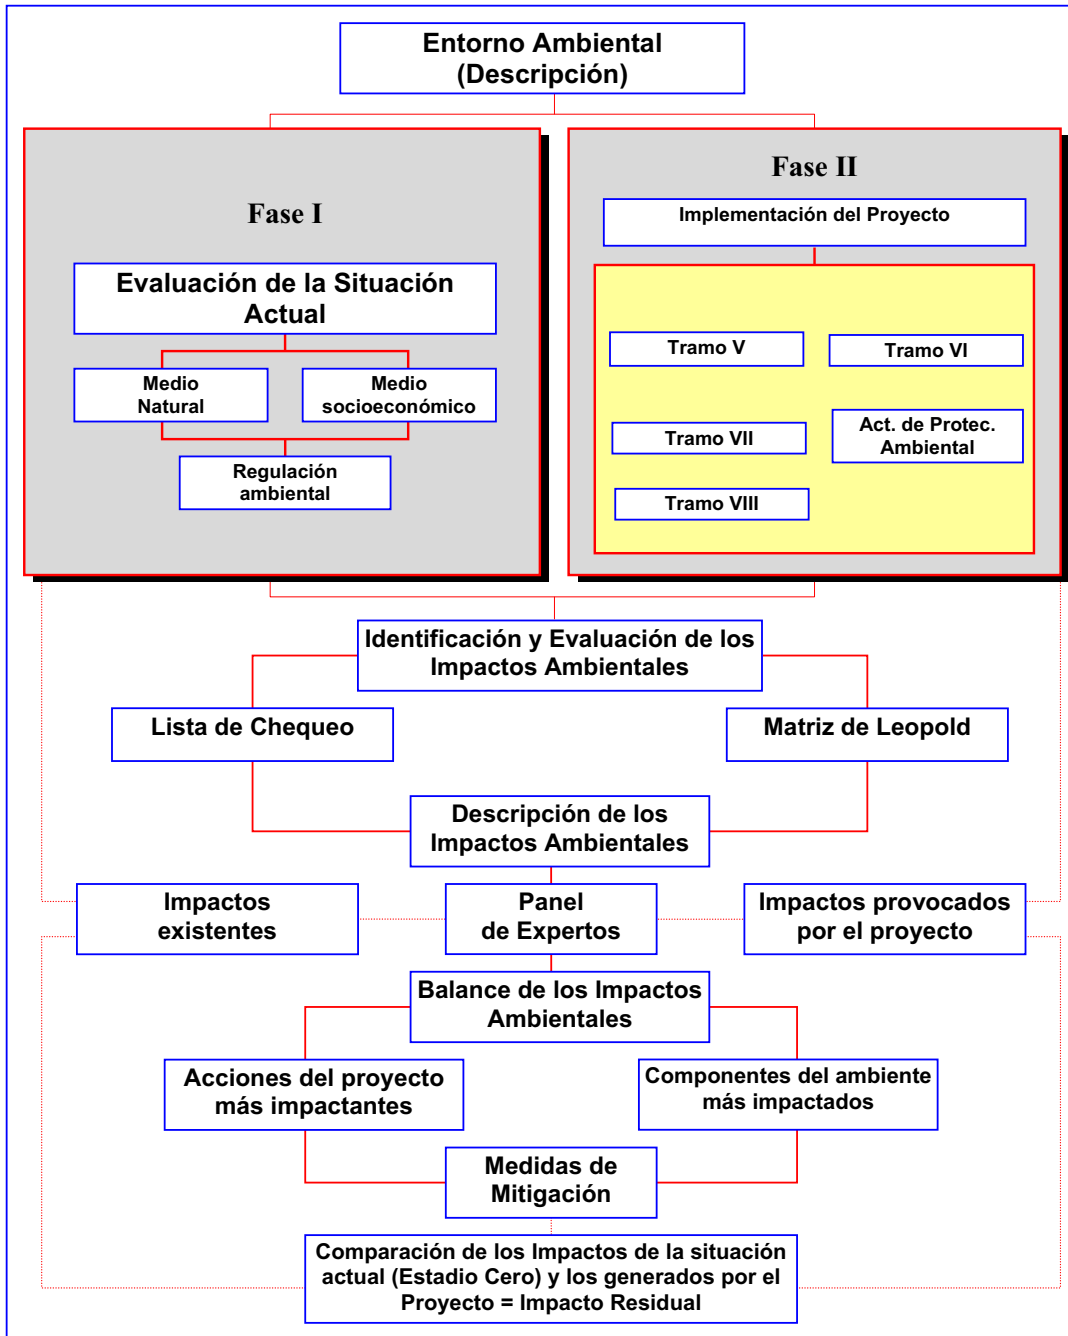 Entorno Ambiental
(Descripción)
Fase I
Evaluación de la Situación
Actual
Medio
Natural
Medio
socioeconómico
Regulación
ambiental
Fase II
Implementación del Proyecto
Tramo V
Tramo VI
Tramo VII
Act. de Protec.
Ambiental
Tramo VIII
Identificación y Evaluación de los
Impactos Ambientales
Lista de Chequeo
Matriz de Leopold
Descripción de los
Impactos Ambientales
Impactos
existentes
Panel
de Expertos
Impactos provocados
por el proyecto
Balance de los Impactos
Ambientales
Acciones del proyecto
más impactantes
Componentes del ambiente
más impactados
Medidas de
Mitigación
Comparación de los Impactos de la situación
actual (Estadio Cero) y los generados por el
Proyecto = Impacto Residual